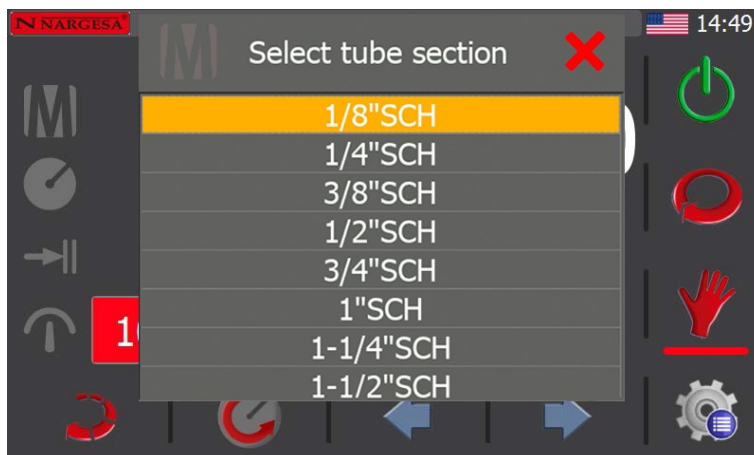 N NARGESA
Select tube section
14:49
1/8"SCH
1/4"SCH
3/8"SCH
1/2"SCH
3/4"SCH
1"SCH
1-1/4"SCH
1-1/2"SCH